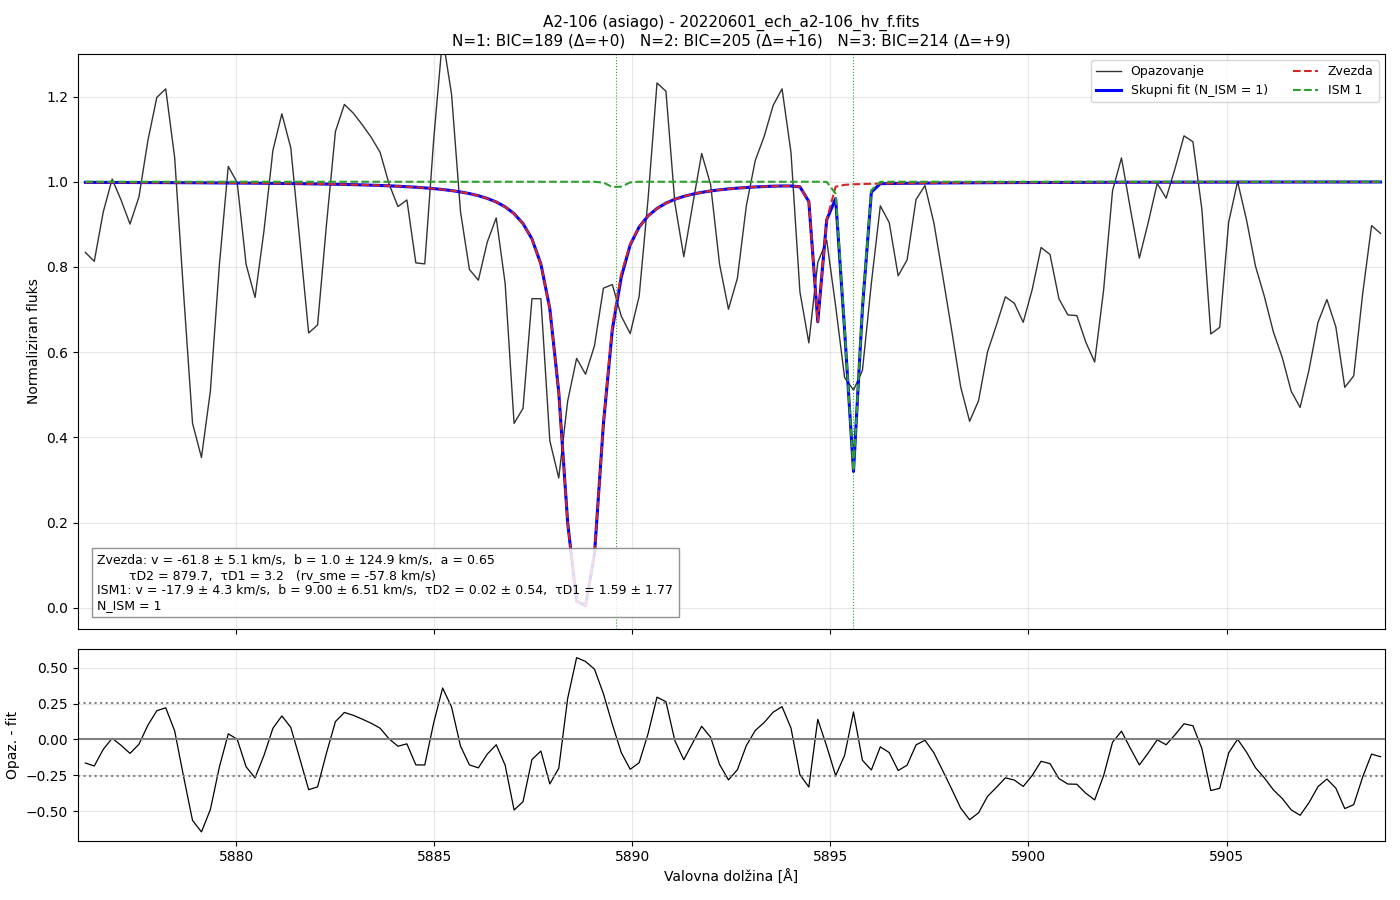 A2-106 (asiago) - 20220601_ech_a2-106_hv_f.fits
N=1: BIC=189 (Δ=+0)   N=2: BIC=205 (Δ=+16)   N=3: BIC=214 (Δ=+9)
Opazovanje
Skupni fit (N_ISM = 1)
Zvezda
ISM 1
Normaliziran fluks
1.2
1.0
0.8
0.6
0.4
0.2
0.0
Zvezda: v = -61.8 ± 5.1 km/s,  b = 1.0 ± 124.9 km/s,  a = 0.65
τD2 = 879.7,  τD1 = 3.2   (rv_sme = -57.8 km/s)
ISM1: v = -17.9 ± 4.3 km/s,  b = 9.00 ± 6.51 km/s,  τD2 = 0.02 ± 0.54,  τD1 = 1.59 ± 1.77
N_ISM = 1
Opaz. - fit
0.50
0.25
0.00
−0.25
−0.50
5880
5885
5890
5895
5900
5905
Valovna dolžina [Å]